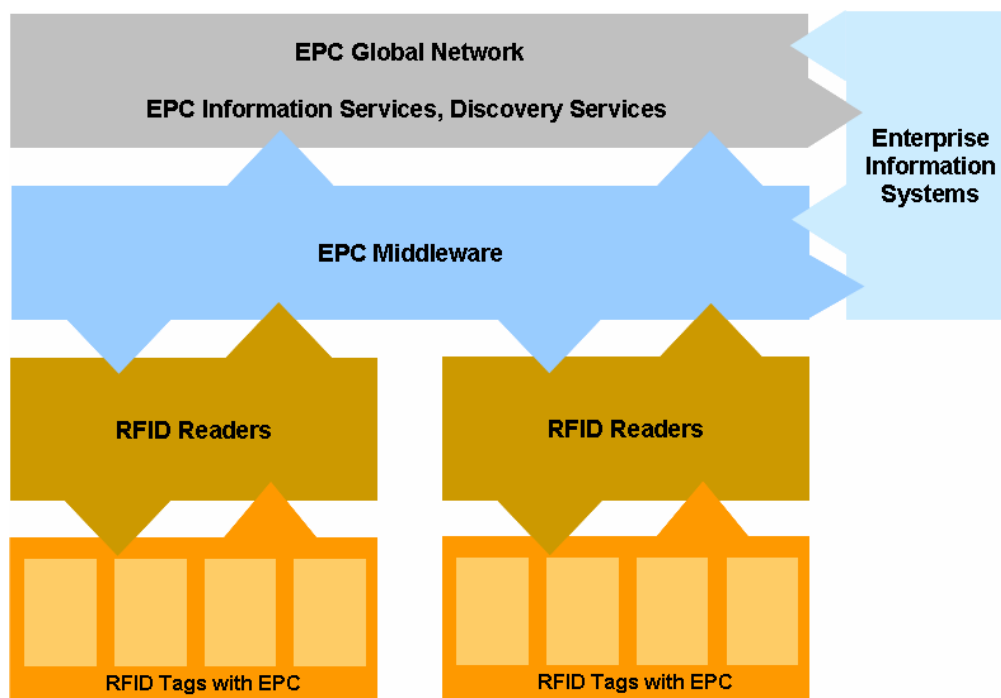 EPC Global Network
EPC Information Services, Discovery Services
Enterprise
Information
Systems
EPC Middleware
RFID Readers
RFID Readers
RFID Tags with EPC
RFID Tags with EPC